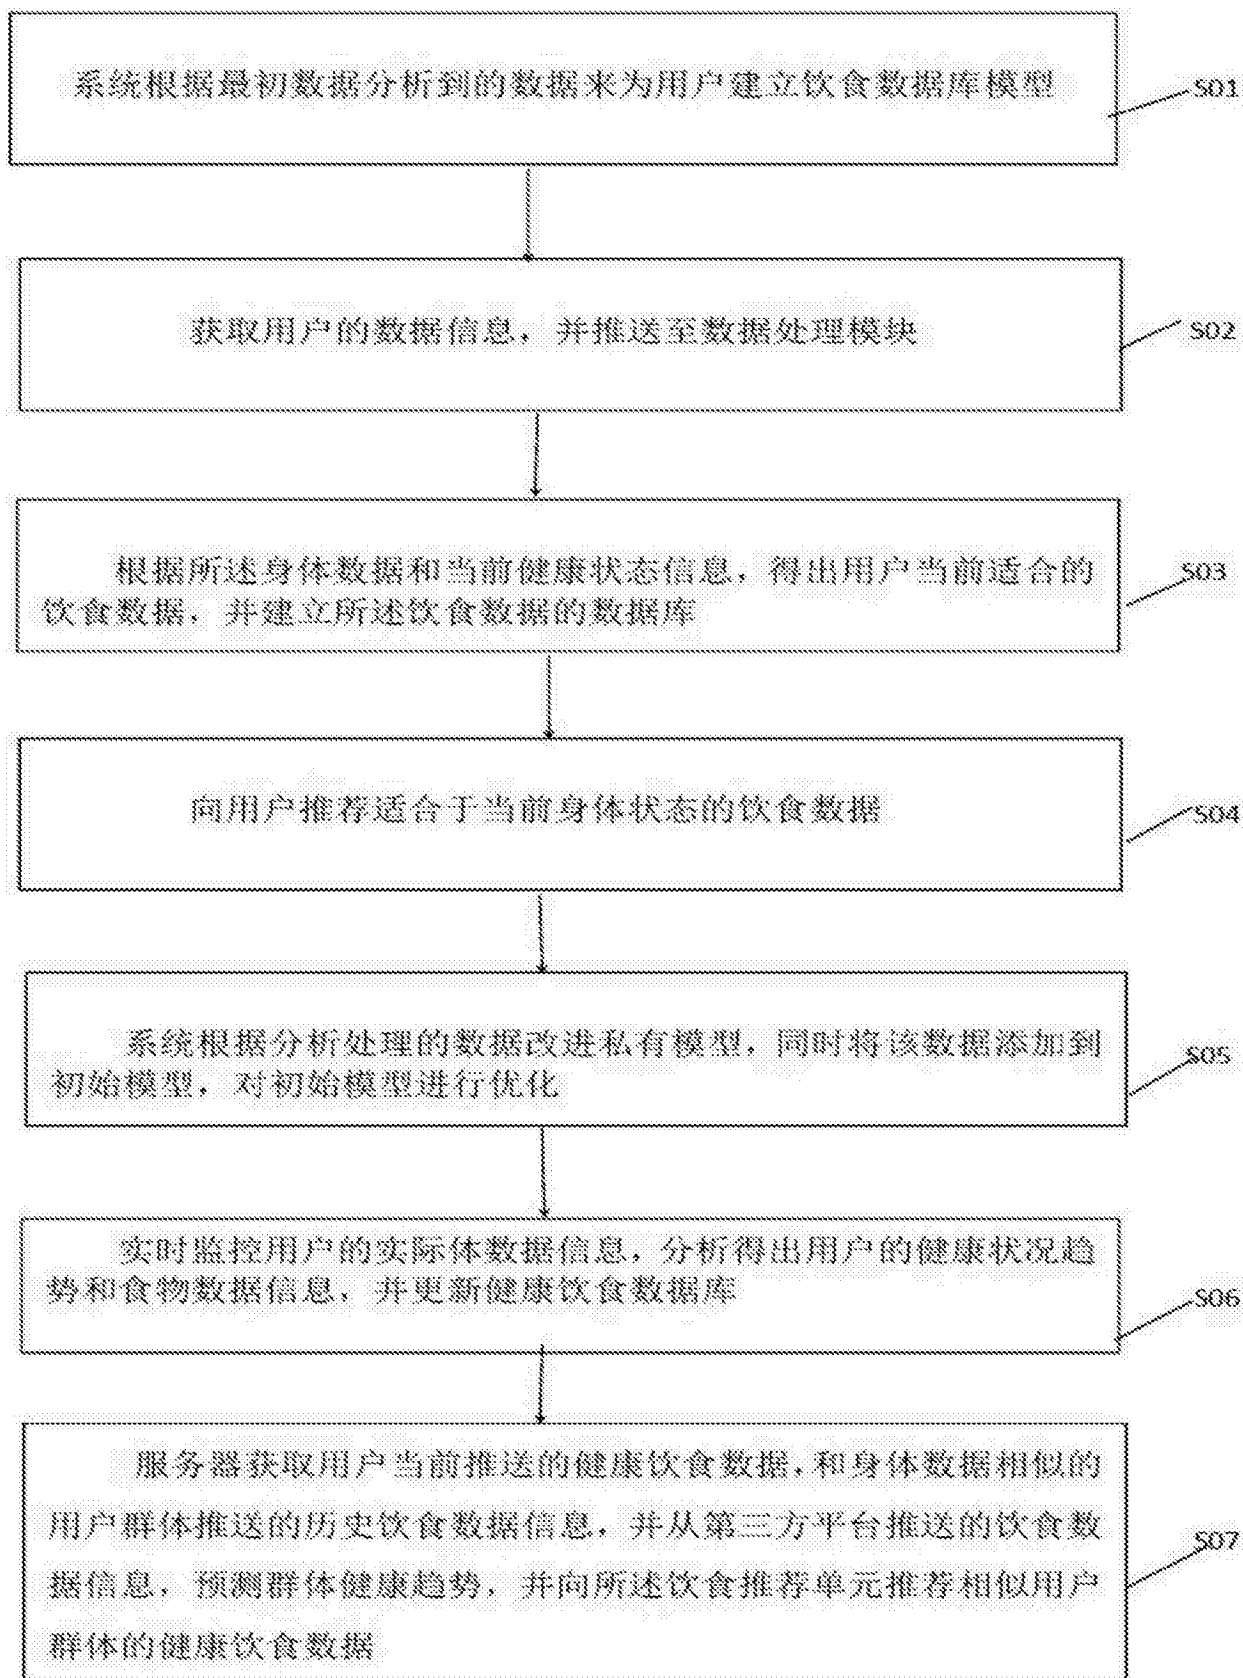 系统根据最初数据分析到的数据来为用户建立饮食数据库模型
S01
获取用户的数据信息，并推送至数据处理模块
S02
根据所述身体数据和当前健康状态信息，得出用户当前适合的
饮食数据，并建立所述饮食数据的数据库
S03
向用户推荐适合于当前身体状态的饮食数据
S04
系统根据分析处理的数据改进私有模型，同时将该数据添加到
初始模型，对初始模型进行优化
S05
实时监控用户的实际体数据信息，分析得出用户的健康状况趋
势和食物数据信息，并更新健康饮食数据库
S06
服务器获取用户当前推送的健康饮食数据，和身体数据相似的
用户群体推送的历史饮食数据信息，并从第三方平台推送的饮食数
据信息，预测群体健康趋势，并向所述饮食推荐单元推荐相似用户
群体的健康饮食数据
S07